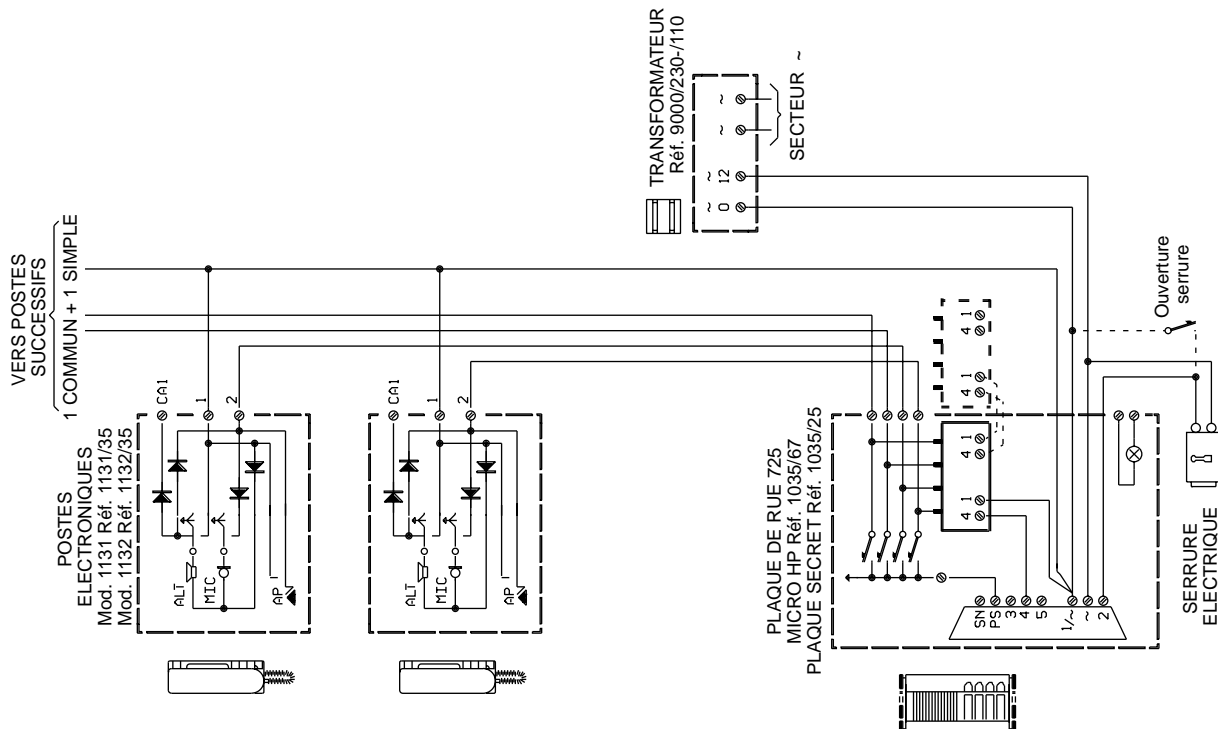 VERS POSTES
SUCCESSIFS
1 COMMUN + 1 SIMPLE
POSTES
ELECTRONIQUES
Mod. 1131 Réf. 1131/35
Mod. 1132 Réf. 1132/35
CA1
1
2
ALT
MIC
AP
1
CA1
1
2
ALT
MIC
AP
1
TRANSFORMATEUR
Réf. 9000/230-/110
~ 0
~ 12
~
~
SECTEUR ~
PLAQUE DE RUE 725
MICRO HP Réf. 1035/67
PLAQUE SECRET Réf. 1035/25
4 1
4 1
4 1
4 1
SN
PS
3
4
5
1/~
~
2
Ouverture
serrure
SERRURE
ELECTRIQUE